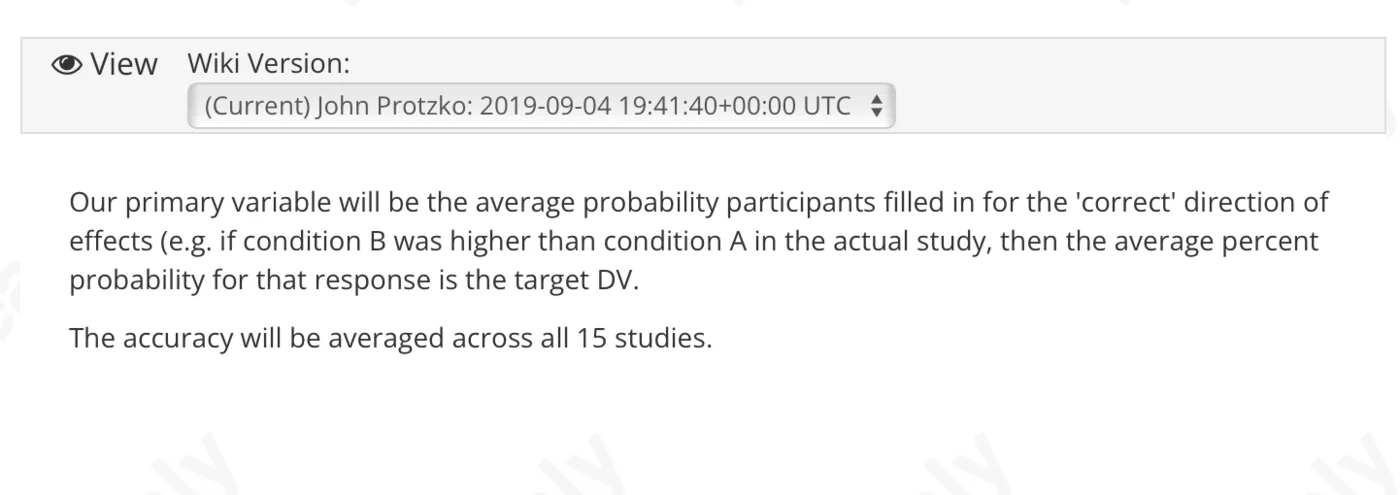 View
Wiki Version:
(Current) John Protzko: 2019-09-04 19:41:40+00:00 UTC
Our primary variable will be the average probability participants filled in for the 'correct' direction of
effects (e.g. if condition B was higher than condition A in the actual study, then the average percent
probability for that response is the target DV.
The accuracy will be averaged across all 15 studies.